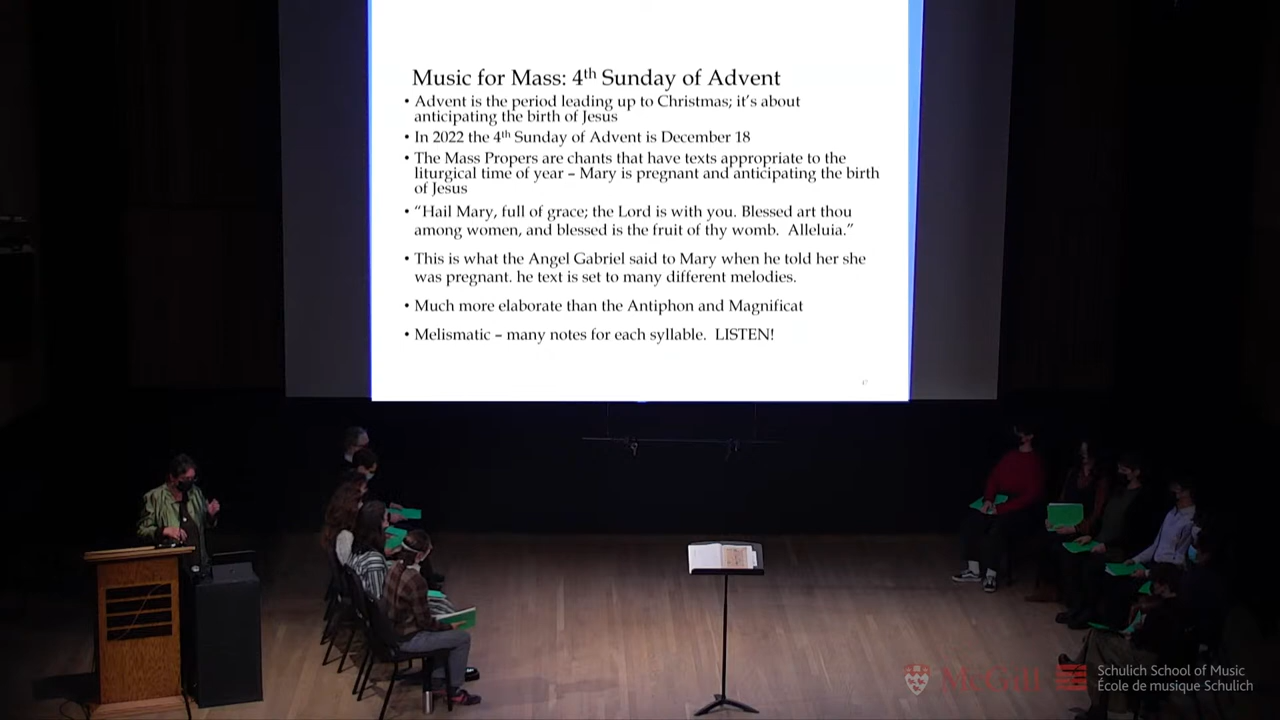 Music for Mass: 4th Sunday of Advent
• Advent is the period leading up to Christmas; it's about
anticipating the birth of Jesus
• In 2022 the 4th Sunday of Advent is December 18
• The Mass Propers are chants that have texts appropriate to the
liturgical time of year – Mary is pregnant and anticipating the birth
of Jesus
• "Hail Mary, full of grace; the Lord is with you. Blessed art thou
among women, and blessed is the fruit of thy womb.  Alleluia."
• This is what the Angel Gabriel said to Mary when he told her she
was pregnant. he text is set to many different melodies.
• Much more elaborate than the Antiphon and Magnificat
• Melismatic – many notes for each syllable.  LISTEN!
McGill
Schulich School of Music
École de musique Schulich